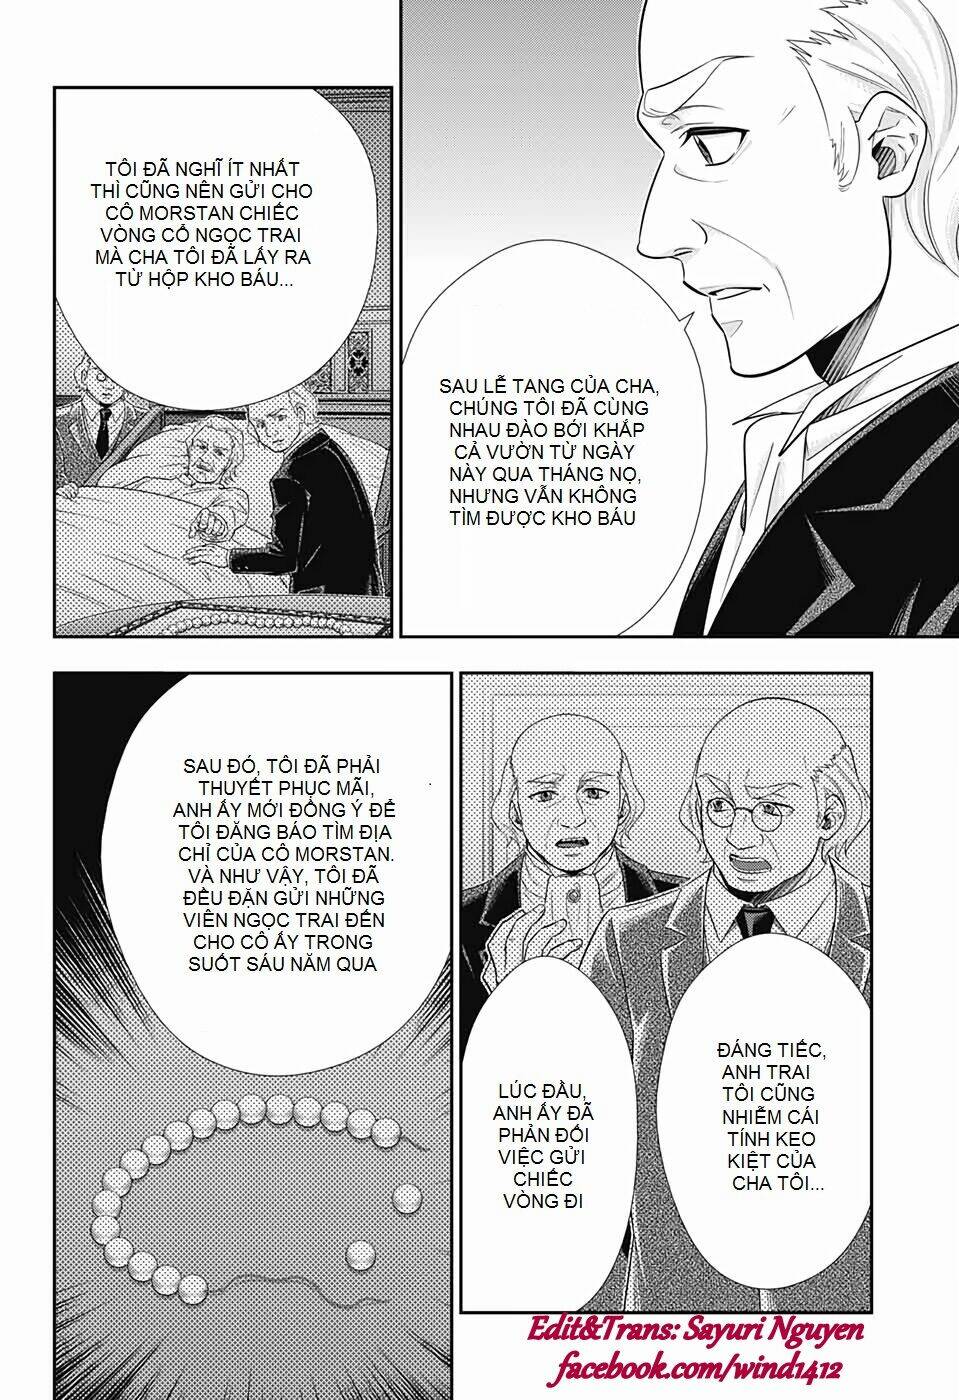 SAU LỄ TANG CỦA CHA,
CHÚNG TÔI ĐÃ CÙNG
NHAU ĐÀO BỚI KHẮP
CẢ VƯỜN TỪ NGÀY
NÀY QUA THÁNG NỌ,
NHƯNG VẪN KHÔNG
TÌM ĐƯỢC KHO BÁU
TÔI ĐÃ NGHĨ ÍT NHẤT
THÌ CŨNG NÊN GỬI CHO
CÔ MORSTAN CHIẾC
VÒNG CỔ NGỌC TRAI
MÀ CHA TÔI ĐÃ LẤY RA
TỪ HỘP KHO BÁU...
ĐÁNG TIẾC,
ANH TRAI
TÔI CŨNG
NHIỄM CÁI
TÍNH KEO
KIỆT CỦA
CHA TÔI...
LÚC ĐẦU,
ANH ẤY ĐÃ
PHẢN ĐỐI
VIỆC GỬI
CHIẾC
VÒNG ĐI
SAU ĐÓ, TÔI ĐÃ PHẢI
THUYẾT PHỤC MÃI,
ANH ẤY MỚI ĐỒNG Ý ĐỂ
TÔI ĐĂNG BÁO TÌM ĐỊA
CHỈ CỦA CÔ MORSTAN.
VÀ NHƯ VẬY, TÔI ĐÃ
ĐỀU ĐẶN GỬI NHỮNG
VIÊN NGỌC TRAI ĐẾN
CHO CÔ ẤY TRONG
SUỐT SÁU NĂM QUA
Edit&Trans: Sayuri Nguyen
facebook.com/wind1412